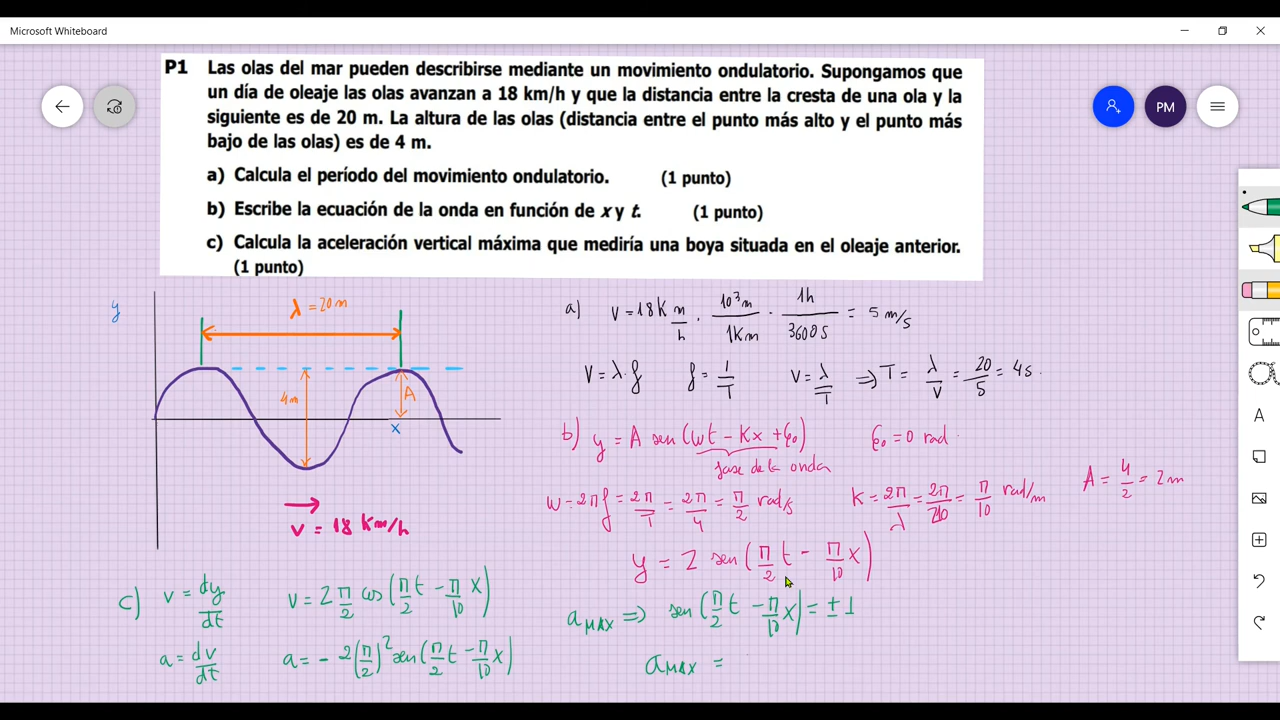 Microsoft Whiteboard
PM
P1 Las olas del mar pueden describirse mediante un movimiento ondulatorio. Supongamos que
un día de oleaje las olas avanzan a 18 km/h y que la distancia entre la cresta de una ola y la
siguiente es de 20 m. La altura de las olas (distancia entre el punto más alto y el punto más
bajo de las olas) es de 4 m.
a) Calcula el período del movimiento ondulatorio. (1 punto)
b) Escribe la ecuación de la onda en función de x y t. (1 punto)
c) Calcula la aceleración vertical máxima que mediría una boya situada en el oleaje anterior.
(1 punto)
y
λ = 20m
4m
A
x
v = 18 Km/h
a) v = 18 K m/h · 10³m/1Km · 1h/3600s = 5 m/s
V = λ·f f = 1/T V = λ/T ⇒ T = λ/V = 20/5 = 4s.
b) y = A sen(ωt - Kx + φ₀) φ₀ = 0 rad
fase de la onda
A = 4/2 = 2m
ω = 2πf = 2π/T = 2π/4 = π/2 rad/s K = 2π/λ = 2π/20 = π/10 rad/m
y = 2 sen(π/2 t - π/10 x)
c) v = dy/dt v = 2 π/2 cos(π/2 t - π/10 x)
a = dv/dt a = - 2(π/2)² sen(π/2 t - π/10 x)
a MAX ⇒ sen(π/2 t - π/10 x) = ± 1
a MAX =
A